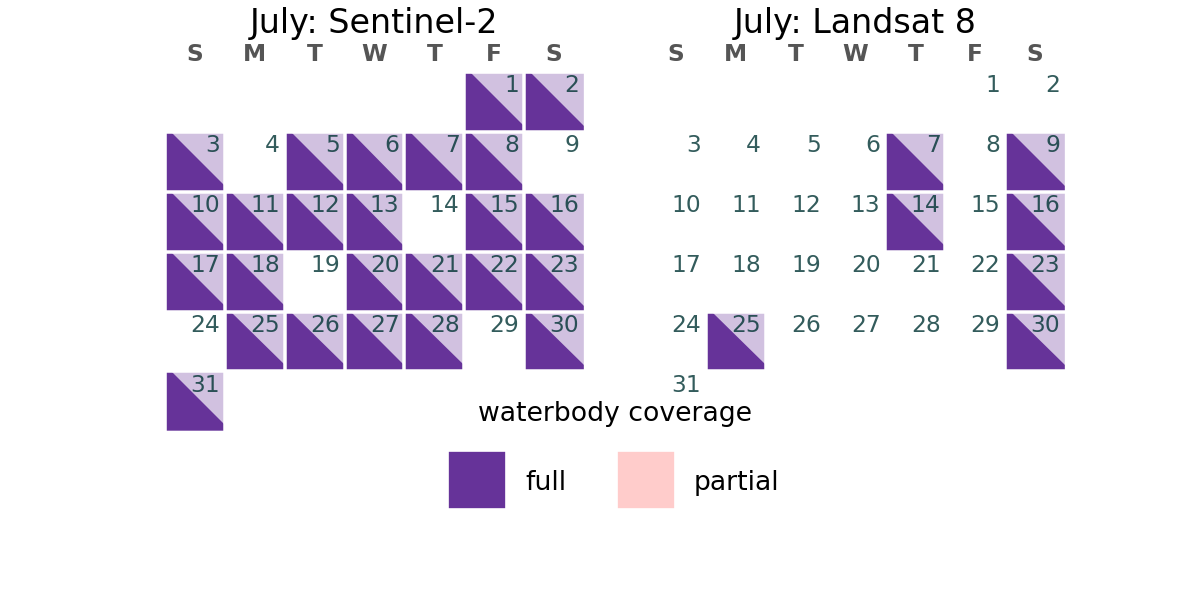 July: Sentinel-2
S M T W T F S
1 2
3 4 5 6 7 8 9
10 11 12 13 14 15 16
17 18 19 20 21 22 23
24 25 26 27 28 29 30
31
July: Landsat 8
S M T W T F S
1 2
3 4 5 6 7 8 9
10 11 12 13 14 15 16
17 18 19 20 21 22 23
24 25 26 27 28 29 30
31
waterbody coverage
full partial